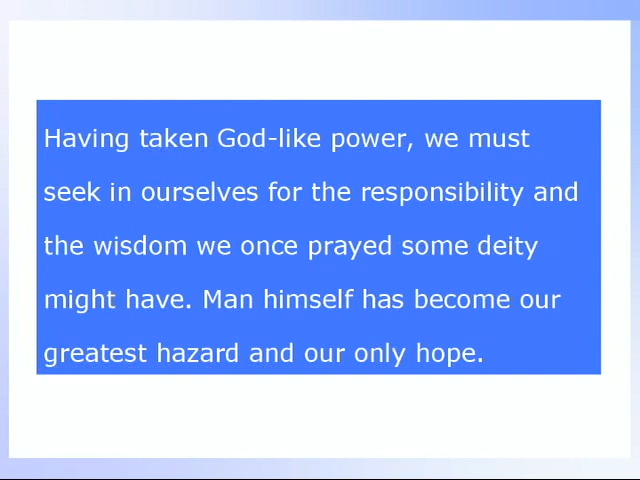 Having taken God-like power, we must
seek in ourselves for the responsibility and
the wisdom we once prayed some deity
might have. Man himself has become our
greatest hazard and our only hope.